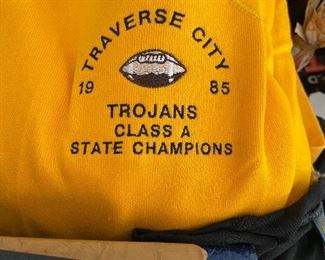 TRAVERSE CITY
19 85
TROJANS
CLASS A
STATE CHAMPIONS